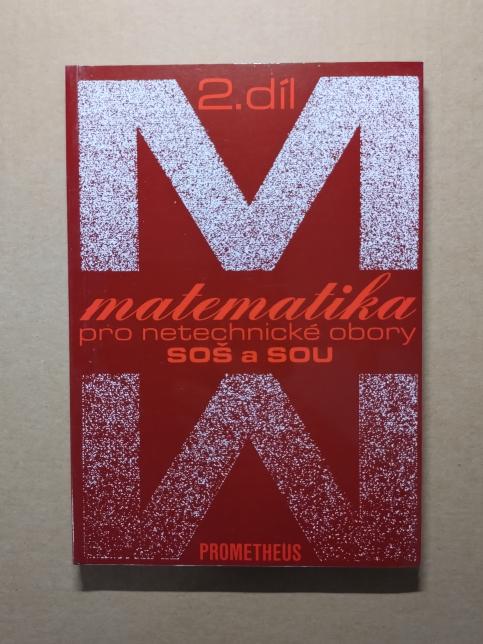 2.díl
matematika
pro netechnické obory
SOŠ a SOU
PROMETHEUS